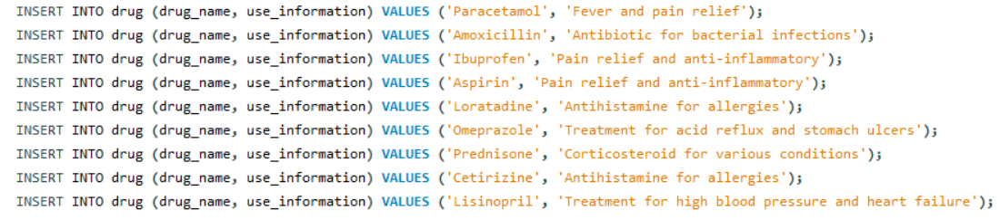 INSERT INTO drug (drug_name, use_information) VALUES ('Paracetamol', 'Fever and pain relief');
INSERT INTO drug (drug_name, use_information) VALUES ('Amoxicillin', 'Antibiotic for bacterial infections');
INSERT INTO drug (drug_name, use_information) VALUES ('Ibuprofen', 'Pain relief and anti-inflammatory');
INSERT INTO drug (drug_name, use_information) VALUES ('Aspirin', 'Pain relief and anti-inflammatory');
INSERT INTO drug (drug_name, use_information) VALUES ('Loratadine', 'Antihistamine for allergies');
INSERT INTO drug (drug_name, use_information) VALUES ('Omeprazole', 'Treatment for acid reflux and stomach ulcers');
INSERT INTO drug (drug_name, use_information) VALUES ('Prednisone', 'Corticosteroid for various conditions');
INSERT INTO drug (drug_name, use_information) VALUES ('Cetirizine', 'Antihistamine for allergies');
INSERT INTO drug (drug_name, use_information) VALUES ('Lisinopril', 'Treatment for high blood pressure and heart failure');